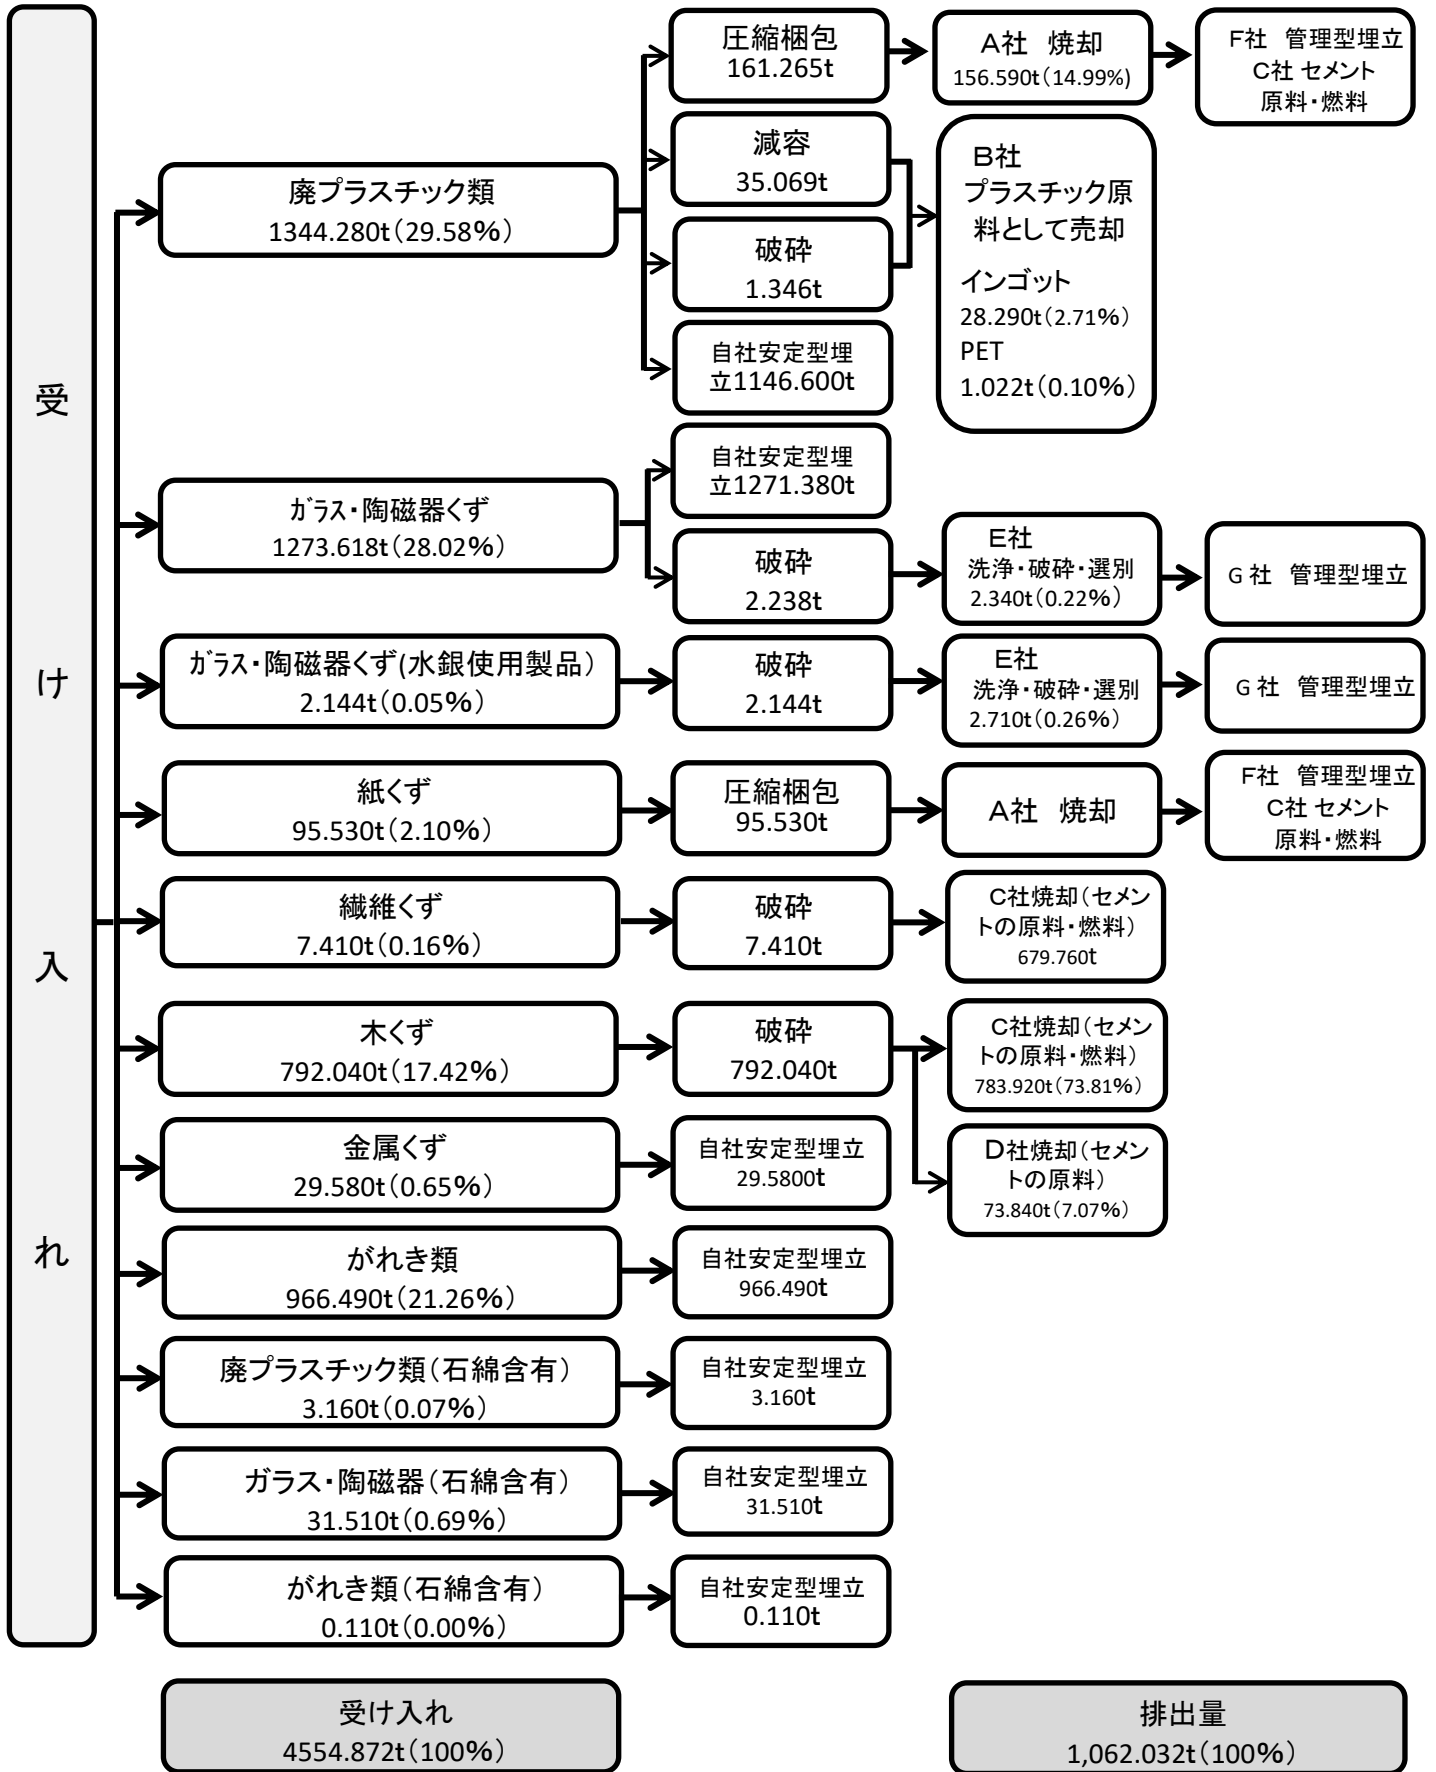 受
け
入
れ
廃プラスチック類
1344.280t(29.58%)
圧縮梱包
161.265t
A社 焼却
156.590t(14.99%)
F社 管理型埋立
C社 セメント
原料・燃料
減容
35.069t
破砕
1.346t
B社
プラスチック原
料として売却
インゴット
28.290t(2.71%)
PET
1.022t(0.10%)
自社安定型埋
立1146.600t
ガラス・陶磁器くず
1273.618t(28.02%)
自社安定型埋
立1271.380t
破砕
2.238t
E社
洗浄・破砕・選別
2.340t(0.22%)
G 社 管理型埋立
ガラス・陶磁器くず(水銀使用製品)
2.144t(0.05%)
破砕
2.144t
E社
洗浄・破砕・選別
2.710t(0.26%)
G 社 管理型埋立
紙くず
95.530t(2.10%)
圧縮梱包
95.530t
A社 焼却
F社 管理型埋立
C社 セメント
原料・燃料
繊維くず
7.410t(0.16%)
破砕
7.410t
C社焼却(セメン
トの原料・燃料)
679.760t
木くず
792.040t(17.42%)
破砕
792.040t
C社焼却(セメン
トの原料・燃料)
783.920t(73.81%)
D社焼却(セメン
トの原料)
73.840t(7.07%)
金属くず
29.580t(0.65%)
自社安定型埋立
29.5800t
がれき類
966.490t(21.26%)
自社安定型埋立
966.490t
廃プラスチック類(石綿含有)
3.160t(0.07%)
自社安定型埋立
3.160t
ガラス・陶磁器(石綿含有)
31.510t(0.69%)
自社安定型埋立
31.510t
がれき類(石綿含有)
0.110t(0.00%)
自社安定型埋立
0.110t
受け入れ
4554.872t(100%)
排出量
1,062.032t(100%)